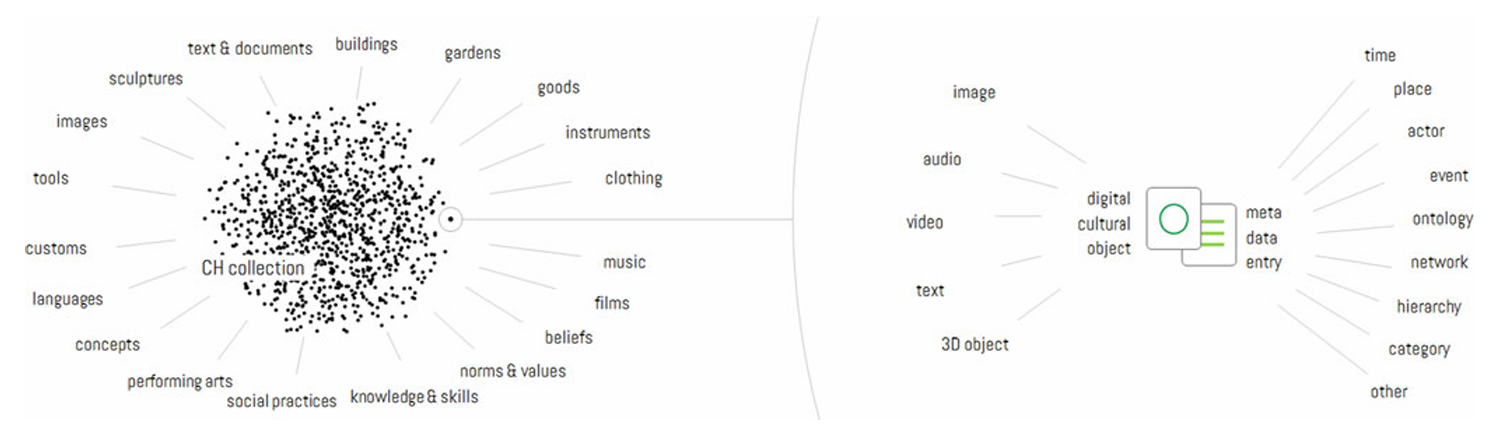 text & documents
buildings
gardens
sculptures
goods
images
instruments
tools
clothing
customs
CH collection
music
languages
films
concepts
beliefs
performing arts
norms & values
social practices
knowledge & skills
image
audio
video
text
3D object
digital
cultural
object
meta
data
entry
time
place
actor
event
ontology
network
hierarchy
category
other